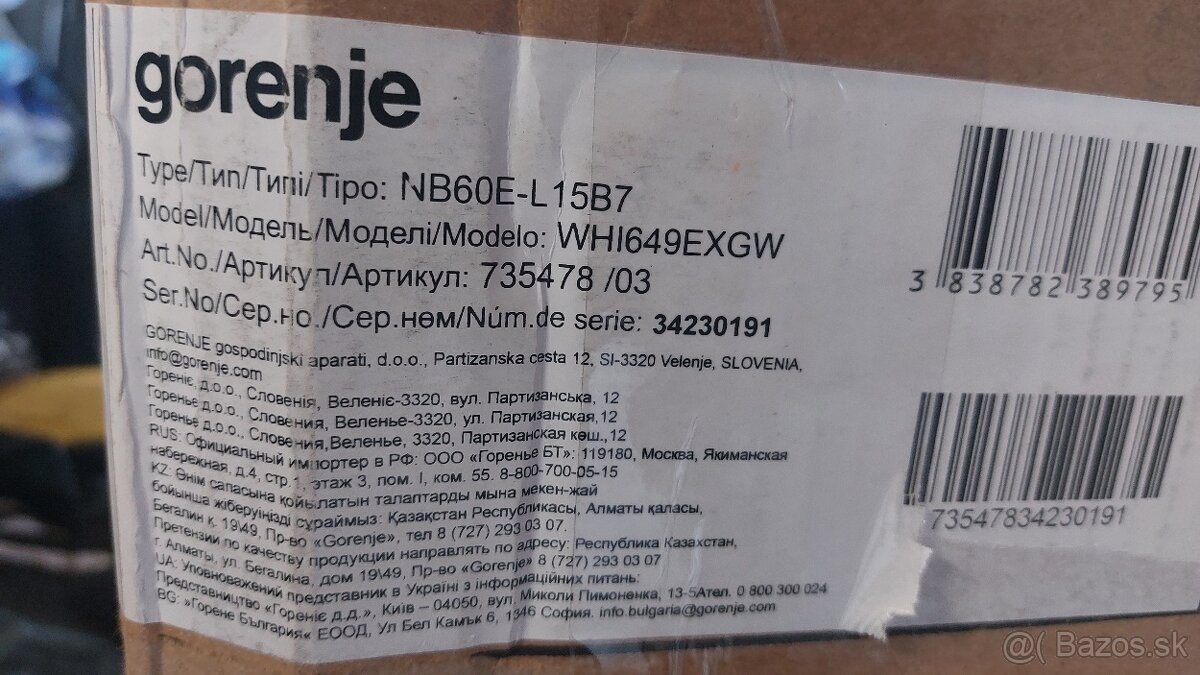 gorenje
Type/Тип/Типі/Tipo: NB60E-L15B7
Model/Модель/Моделі/Modelo: WHI649EXGW
Art.No./Артикул/Артикул: 735478 /03
Ser.No/Сер.но./Сер.нөм/Núm.de serie: 34230191
GORENJE gospodinjski aparati, d.o.o., Partizanska cesta 12, SI-3320 Velenje, SLOVENIA,
info@gorenje.com
Горенiє, д.о.о., Словенія, Веленіє-3320, вул. Партизанська, 12
Горенье д.о.о., Словения, Веленье-3320, ул. Партизанская,12
Горенье д.о.о., Словения,Веленье, 3320, Партизанская көш.,12
RUS: Официальный импортер в РФ: ООО «Горенье БТ»: 119180, Москва, Якиманская
набережная, д.4, стр.1, этаж 3, пом. I, ком. 55. 8-800-700-05-15
KZ: Өнім сапасына қойылатын талаптарды мына мекен-жай
бойынша жіберуіңізді сұраймыз: Қазақстан Республикасы, Алматы қаласы,
Бегалин к. 19\49, Пр-во «Gorenje», тел 8 (727) 293 03 07.
Претензии по качеству продукции направлять по адресу: Республика Казахстан,
г. Алматы, ул. Бегалина, дом 19\49, Пр-во «Gorenje» 8 (727) 293 03 07
UA: Уповноважений представник в Україні з інформаційних питань:
Представництво «Гореніє д.д.», Київ – 04050, вул. Миколи Пимоненка, 13-5Ател. 0 800 300 024
BG: »Горене България« ЕООД, Ул Бел Камък 6, 1346 София. info.bulgaria@gorenje.com
3 838782 389795
73547834230191
@( Bazos.sk